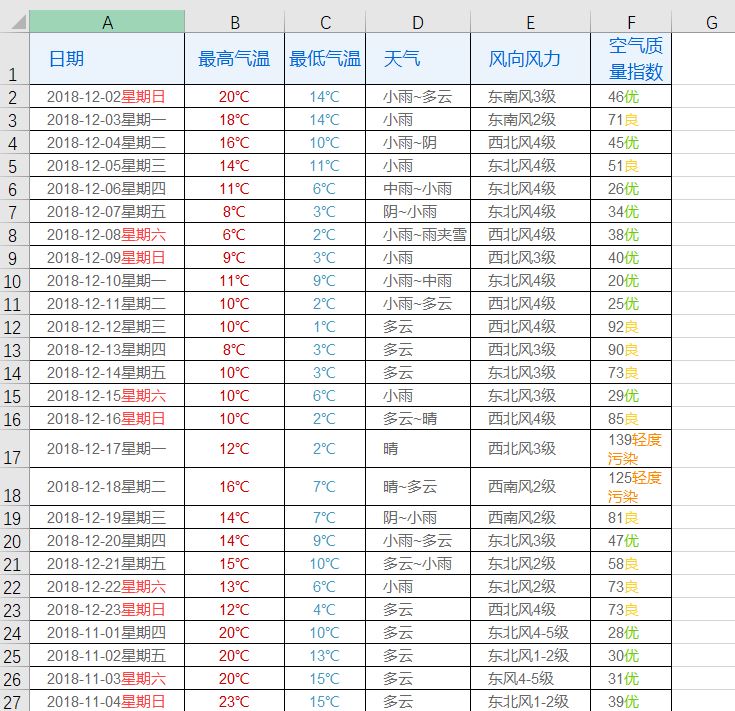 A B C D E F G
1 日期 最高气温 最低气温 天气 风向风力 空气质
量指数
2 2018-12-02星期日 20℃ 14℃ 小雨~多云 东南风3级 46优
3 2018-12-03星期一 18℃ 14℃ 小雨 东南风2级 71良
4 2018-12-04星期二 16℃ 10℃ 小雨~阴 西北风4级 45优
5 2018-12-05星期三 14℃ 11℃ 小雨 东北风4级 51良
6 2018-12-06星期四 11℃ 6℃ 中雨~小雨 东北风4级 26优
7 2018-12-07星期五 8℃ 3℃ 阴~小雨 东北风4级 34优
8 2018-12-08星期六 6℃ 2℃ 小雨~雨夹雪 西北风4级 38优
9 2018-12-09星期日 9℃ 3℃ 小雨 西北风3级 40优
10 2018-12-10星期一 11℃ 9℃ 小雨~中雨 东北风4级 20优
11 2018-12-11星期二 10℃ 2℃ 小雨~多云 西北风4级 25优
12 2018-12-12星期三 10℃ 1℃ 多云 西北风4级 92良
13 2018-12-13星期四 8℃ 3℃ 多云 西北风3级 90良
14 2018-12-14星期五 10℃ 3℃ 多云 东北风4级 73良
15 2018-12-15星期六 10℃ 6℃ 小雨 东北风3级 29优
16 2018-12-16星期日 10℃ 2℃ 多云~晴 西北风4级 85良
17 2018-12-17星期一 12℃ 2℃ 晴 西北风3级 139轻度
污染
18 2018-12-18星期二 16℃ 7℃ 晴~多云 西南风2级 125轻度
污染
19 2018-12-19星期三 14℃ 7℃ 阴~小雨 西南风2级 81良
20 2018-12-20星期四 14℃ 9℃ 小雨~多云 东北风3级 47优
21 2018-12-21星期五 15℃ 10℃ 多云~小雨 东北风2级 58良
22 2018-12-22星期六 13℃ 6℃ 小雨 东北风2级 73良
23 2018-12-23星期日 12℃ 4℃ 多云 西北风4级 73良
24 2018-11-01星期四 20℃ 10℃ 多云 东北风4-5级 28优
25 2018-11-02星期五 20℃ 13℃ 多云 东北风1-2级 30优
26 2018-11-03星期六 20℃ 15℃ 多云 东风4-5级 31优
27 2018-11-04星期日 23℃ 15℃ 多云 东北风1-2级 39优